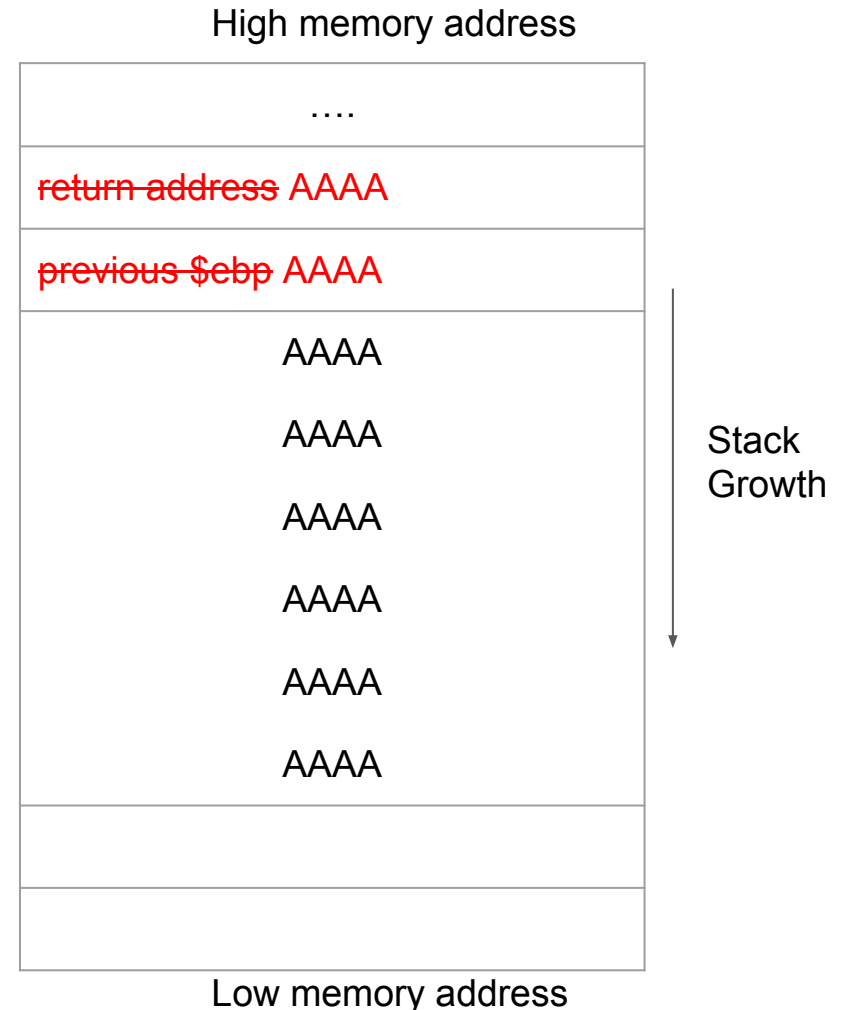 High memory address
….
return address AAAA
previous $ebp AAAA
AAAA
AAAA
AAAA
AAAA
AAAA
AAAA
Stack
Growth
Low memory address